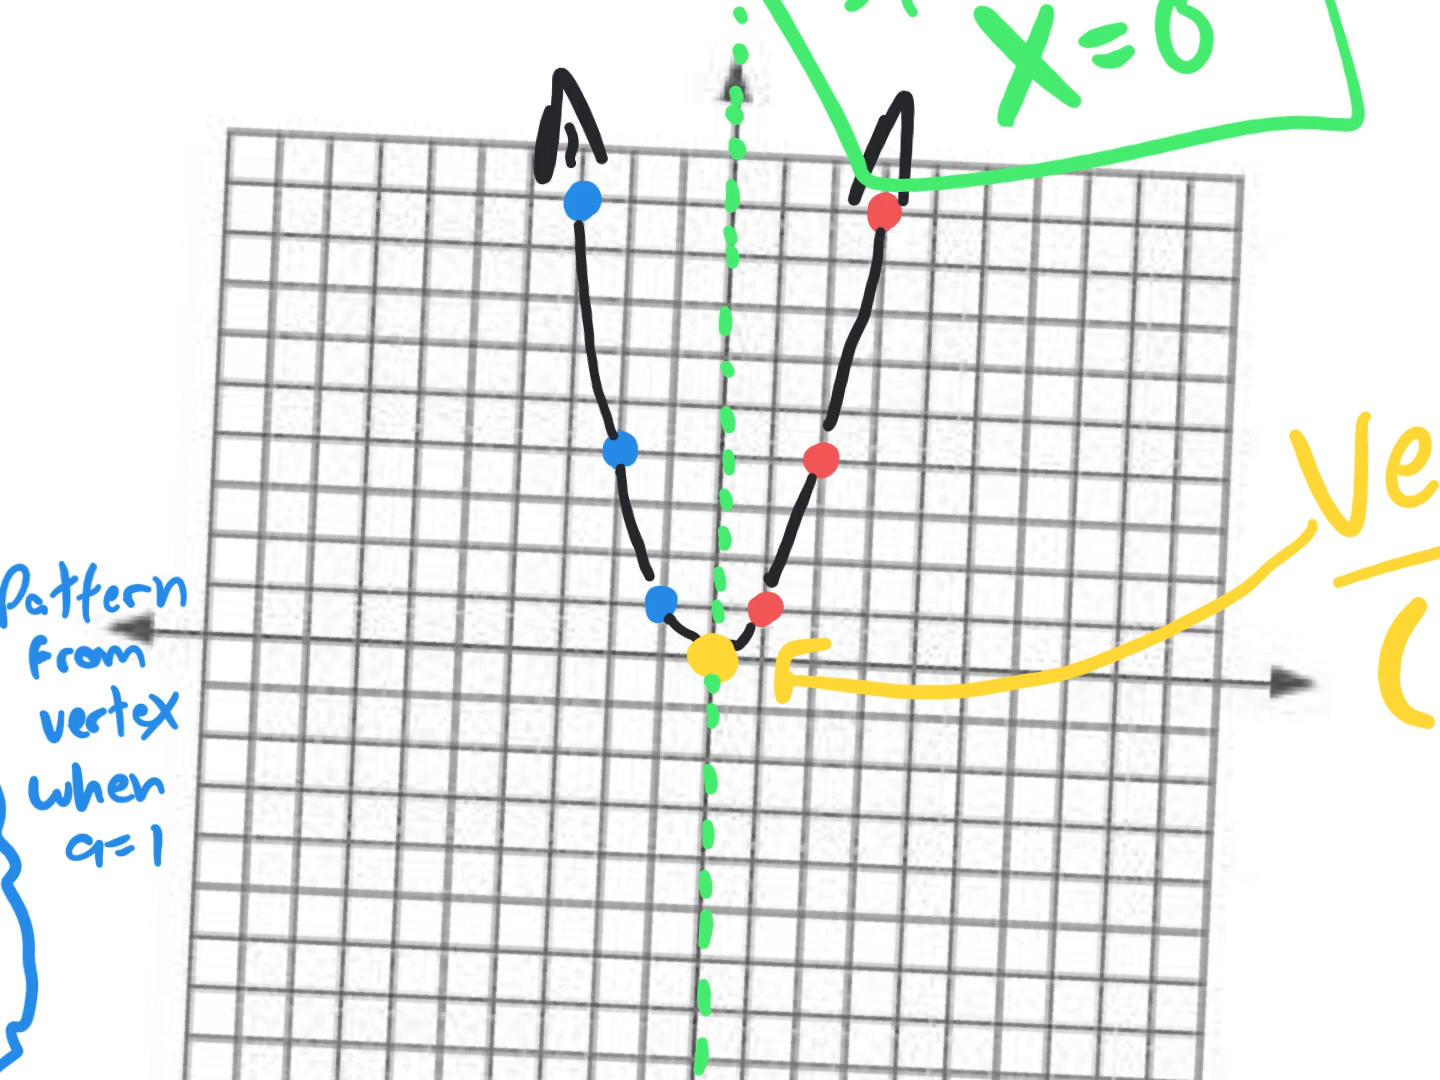 x=0
Ve
(
Pattern
from
vertex
when
a=1